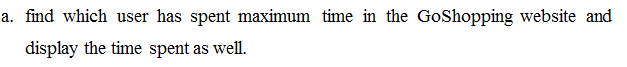 a. find which user has spent maximum time in the GoShopping website and
display the time spent as well.